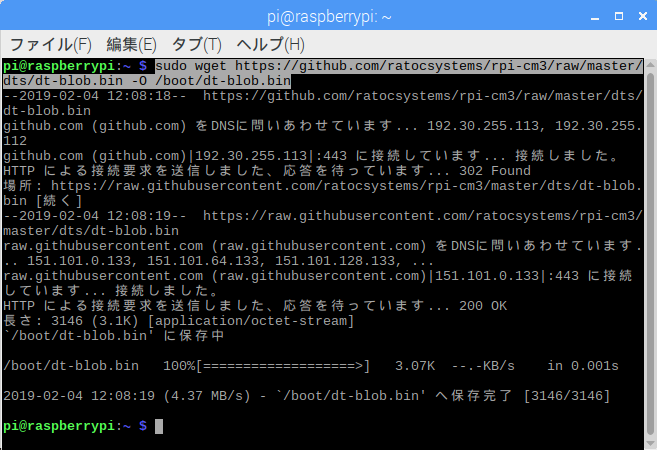 pi@raspberrypi: ~
ファイル(F) 編集(E) タブ(T) ヘルプ(H)
pi@raspberrypi:~ $ sudo wget https://github.com/ratocsystems/rpi-cm3/raw/master/
dts/dt-blob.bin -O /boot/dt-blob.bin
--2019-02-04 12:08:18-- https://github.com/ratocsystems/rpi-cm3/raw/master/dts/
dt-blob.bin
github.com (github.com) をDNSに問いあわせています... 192.30.255.113, 192.30.255.
112
github.com (github.com)|192.30.255.113|:443 に接続しています... 接続しました。
HTTP による接続要求を送信しました、応答を待っています... 302 Found
場所: https://raw.githubusercontent.com/ratocsystems/rpi-cm3/master/dts/dt-blob.
bin [続く]
--2019-02-04 12:08:19-- https://raw.githubusercontent.com/ratocsystems/rpi-cm3/
master/dts/dt-blob.bin
raw.githubusercontent.com (raw.githubusercontent.com) をDNSに問いあわせています.
.. 151.101.0.133, 151.101.64.133, 151.101.128.133, ...
raw.githubusercontent.com (raw.githubusercontent.com)|151.101.0.133|:443 に接続
しています... 接続しました。
HTTP による接続要求を送信しました、応答を待っています... 200 OK
長さ: 3146 (3.1K) [application/octet-stream]
`/boot/dt-blob.bin' に保存中
/boot/dt-blob.bin 100%[===================>] 3.07K --.-KB/s in 0.001s
2019-02-04 12:08:19 (4.37 MB/s) - `/boot/dt-blob.bin' へ保存完了 [3146/3146]
pi@raspberrypi:~ $